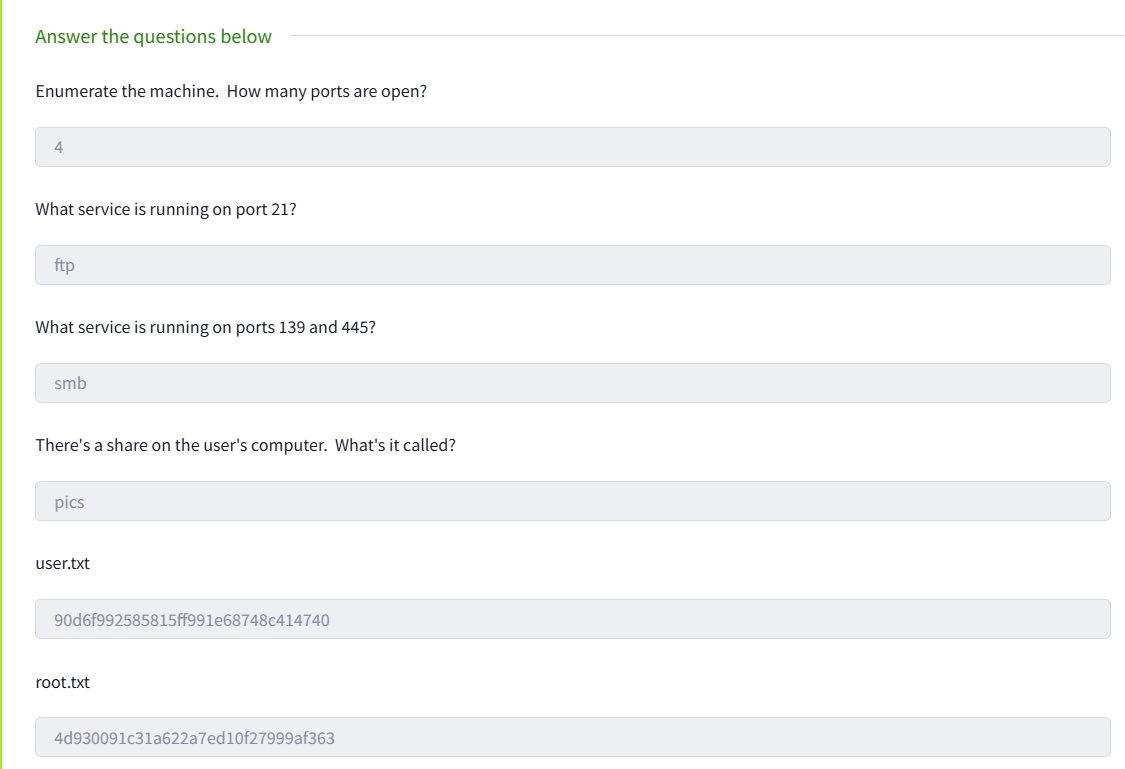 Answer the questions below
Enumerate the machine.  How many ports are open?
4
What service is running on port 21?
ftp
What service is running on ports 139 and 445?
smb
There's a share on the user's computer.  What's it called?
pics
user.txt
90d6f992585815ff991e68748c414740
root.txt
4d930091c31a622a7ed10f27999af363